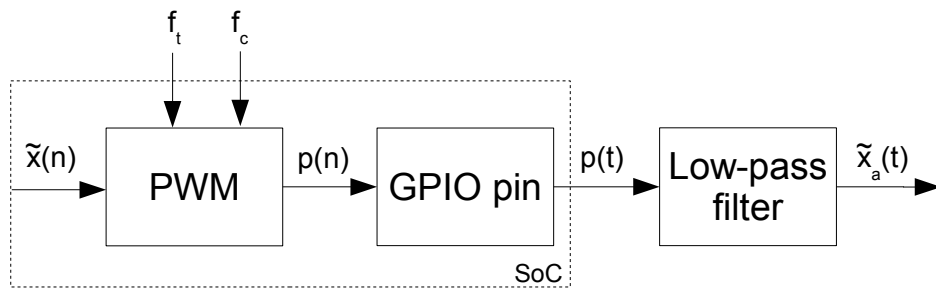 f_t
f_c
x̃(n)
PWM
p(n)
GPIO pin
p(t)
Low-pass
filter
x̃_a(t)
SoC